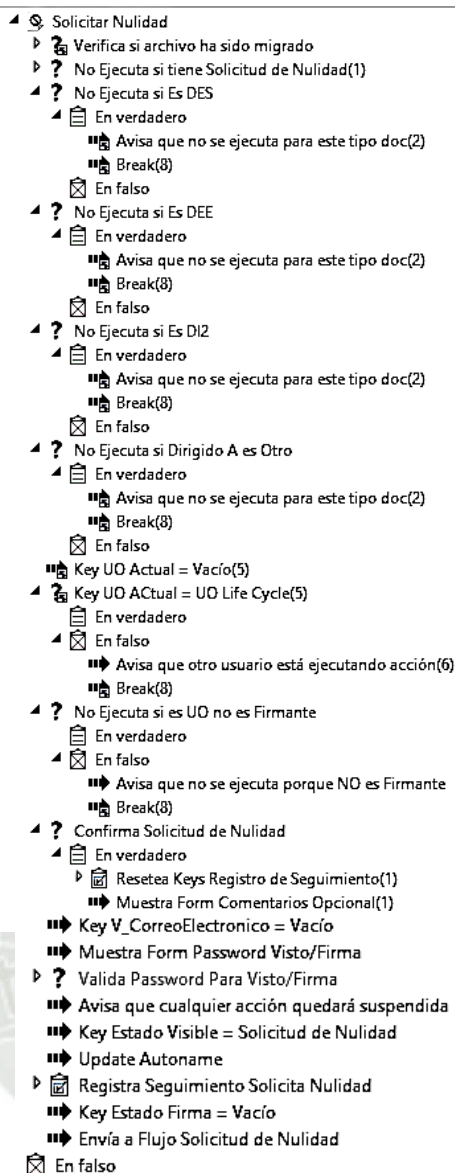 Solicitar Nulidad
Verifica si archivo ha sido migrado
No Ejecuta si tiene Solicitud de Nulidad(1)
No Ejecuta si Es DES
En verdadero
Avisa que no se ejecuta para este tipo doc(2)
Break(8)
En falso
No Ejecuta si Es DEE
En verdadero
Avisa que no se ejecuta para este tipo doc(2)
Break(8)
En falso
No Ejecuta si Es DI2
En verdadero
Avisa que no se ejecuta para este tipo doc(2)
Break(8)
En falso
No Ejecuta si Dirigido A es Otro
En verdadero
Avisa que no se ejecuta para este tipo doc(2)
Break(8)
En falso
Key UO Actual = Vacío(5)
Key UO ACtual = UO Life Cycle(5)
En verdadero
En falso
Avisa que otro usuario está ejecutando acción(6)
Break(8)
No Ejecuta si es UO no es Firmante
En verdadero
En falso
Avisa que no se ejecuta porque NO es Firmante
Break(8)
Confirma Solicitud de Nulidad
En verdadero
Resetea Keys Registro de Seguimiento(1)
Muestra Form Comentarios Opcional(1)
Key V_CorreoElectronico = Vacío
Muestra Form Password Visto/Firma
Valida Password Para Visto/Firma
Avisa que cualquier acción quedará suspendida
Key Estado Visible = Solicitud de Nulidad
Update Autoname
Registra Seguimiento Solicita Nulidad
Key Estado Firma = Vacío
Envía a Flujo Solicitud de Nulidad
En falso